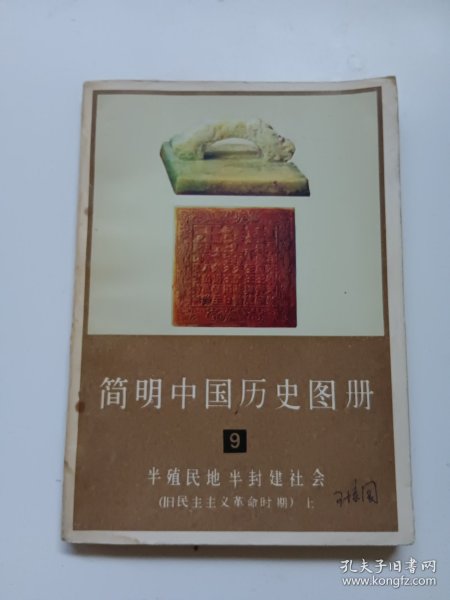 简明中国历史图册
9
半殖民地半封建社会
(旧民主主义革命时期) 上
孔夫子旧书网
www.kongfz.com